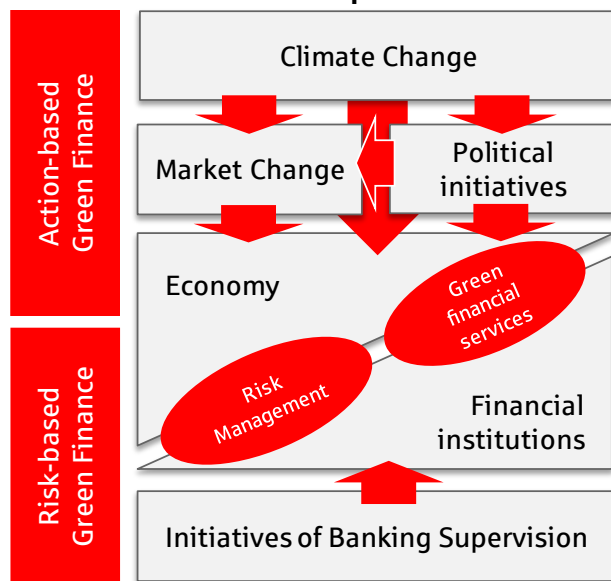 Climate Change
Action-based
Green Finance
Market Change
Political
initiatives
Economy
Green
financial
services
Risk
Management
Financial
institutions
Risk-based
Green Finance
Initiatives of Banking Supervision